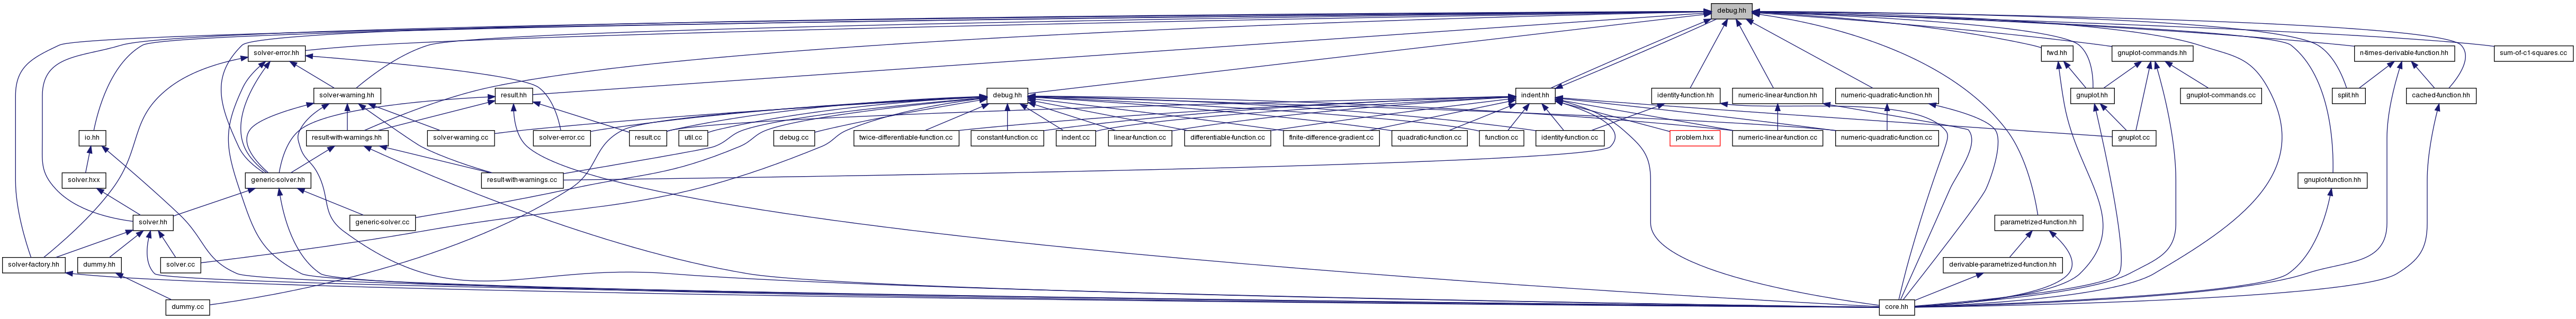 debug.hh
solver-error.hh
fwd.hh
gnuplot-commands.hh
n-times-derivable-function.hh
sum-of-c1-squares.cc
solver-warning.hh
result.hh
debug.hh
indent.hh
identity-function.hh
numeric-linear-function.hh
numeric-quadratic-function.hh
gnuplot.hh
gnuplot-commands.cc
split.hh
cached-function.hh
io.hh
result-with-warnings.hh
solver-warning.cc
solver-error.cc
result.cc
util.cc
debug.cc
twice-differentiable-function.cc
constant-function.cc
indent.cc
linear-function.cc
differentiable-function.cc
finite-difference-gradient.cc
quadratic-function.cc
function.cc
identity-function.cc
problem.hxx
numeric-linear-function.cc
numeric-quadratic-function.cc
gnuplot.cc
solver.hxx
generic-solver.hh
result-with-warnings.cc
gnuplot-function.hh
solver.hh
generic-solver.cc
parametrized-function.hh
solver-factory.hh
dummy.hh
solver.cc
derivable-parametrized-function.hh
dummy.cc
core.hh